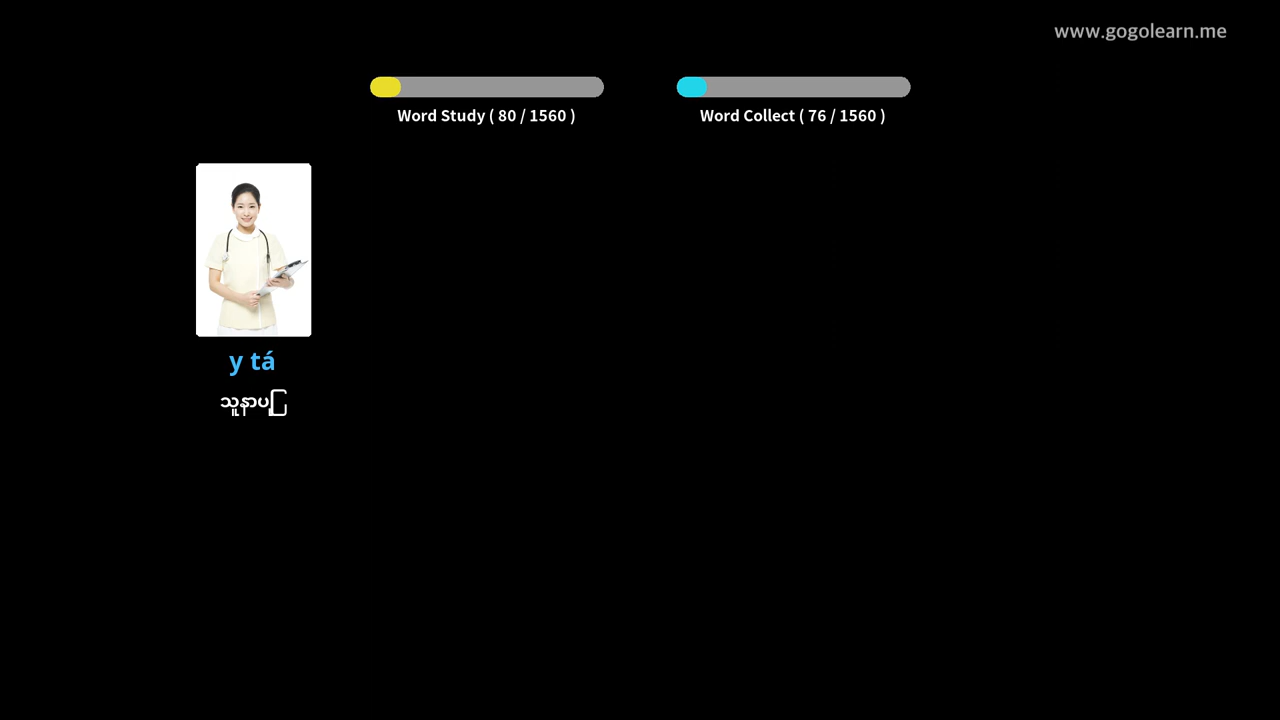 www.gogolearn.me
Word Study ( 80 / 1560 )
Word Collect ( 76 / 1560 )
y tá
သူနာပြု